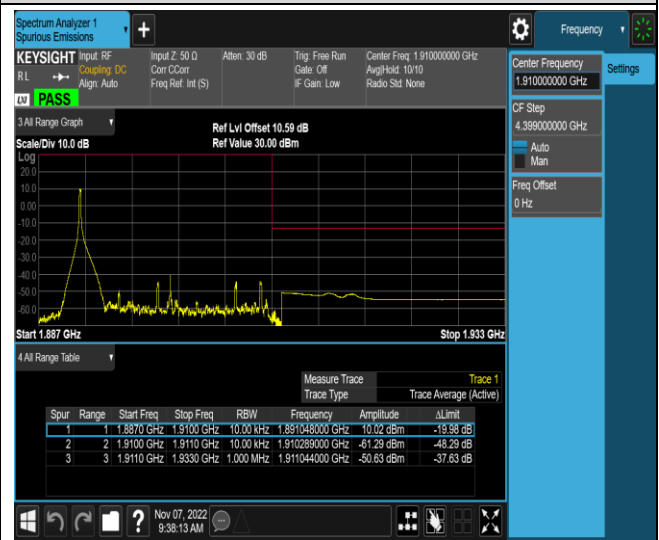 Spectrum Analyzer 1
Spurious Emissions
Frequency
KEYSIGHT
Input: RF
Coupling: DC
Align: Auto
Input Z: 50 Ω
Corr CCorr
Freq Ref: Int (S)
Atten: 30 dB
Trig: Free Run
Gate: Off
IF Gain: Low
Center Freq: 1.910000000 GHz
Avg|Hold: 10/10
Radio Std: None
R L
LXI PASS
Center Frequency
1.910000000 GHz
Settings
CF Step
4.399000000 GHz
Auto
Man
Freq Offset
0 Hz
3 All Range Graph
Ref Lvl Offset 10.59 dB
Scale/Div 10.0 dB
Ref Value 30.00 dBm
Log
20.0
10.0
0.00
-10.0
-20.0
-30.0
-40.0
-50.0
-60.0
Start 1.887 GHz
Stop 1.933 GHz
4 All Range Table
Measure Trace Trace 1
Trace Type Trace Average (Active)
Spur Range Start Freq Stop Freq RBW Frequency Amplitude ΔLimit
1 1 1.8870 GHz 1.9100 GHz 10.00 kHz 1.891048000 GHz 10.02 dBm -19.98 dB
2 2 1.9100 GHz 1.9110 GHz 10.00 kHz 1.910289000 GHz -61.29 dBm -48.29 dB
3 3 1.9110 GHz 1.9330 GHz 1.000 MHz 1.911044000 GHz -50.63 dBm -37.63 dB
Nov 07, 2022
9:38:13 AM